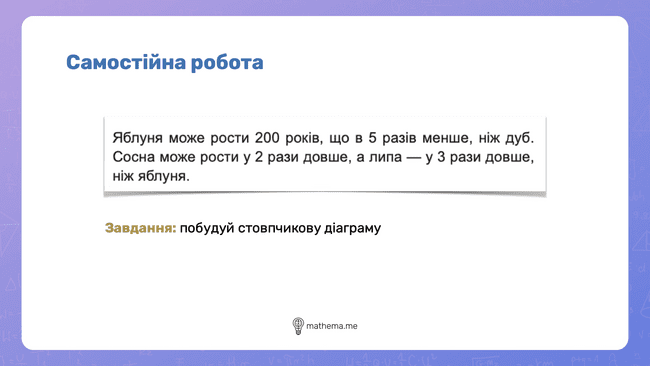 Самостійна робота
Яблуня може рости 200 років, що в 5 разів менше, ніж дуб.
Сосна може рости у 2 рази довше, а липа — у 3 рази довше,
ніж яблуня.
Завдання: побудуй стовпчикову діаграму
mathema.me